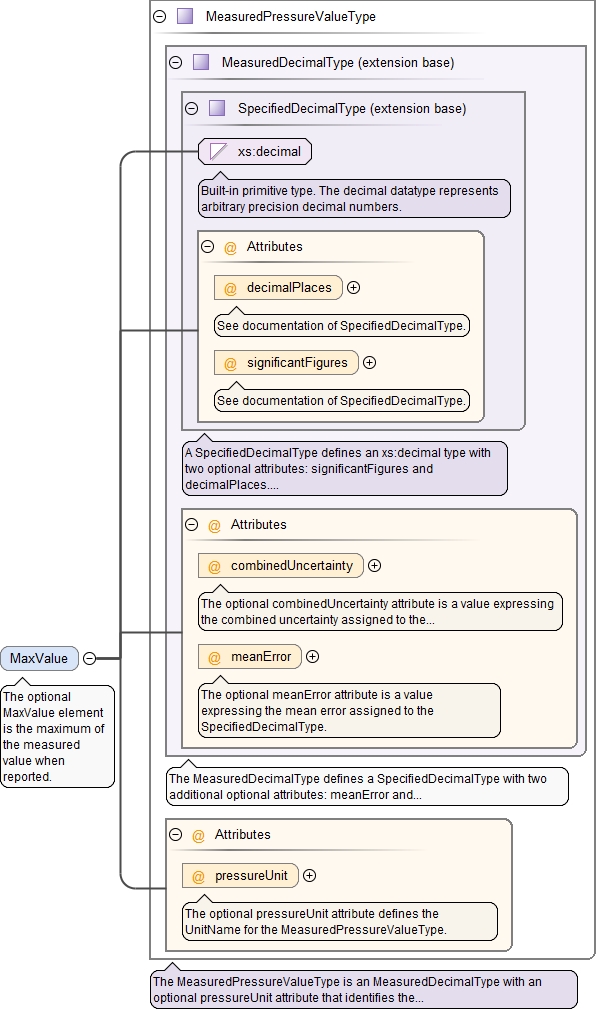 MeasuredPressureValueType
MeasuredDecimalType (extension base)
SpecifiedDecimalType (extension base)
xs:decimal
Built-in primitive type. The decimal datatype represents
arbitrary precision decimal numbers.
@ Attributes
@ decimalPlaces
See documentation of SpecifiedDecimalType.
@ significantFigures
See documentation of SpecifiedDecimalType.
A SpecifiedDecimalType defines an xs:decimal type with
two optional attributes: significantFigures and
decimalPlaces....
@ Attributes
@ combinedUncertainty
The optional combinedUncertainty attribute is a value expressing
the combined uncertainty assigned to the...
@ meanError
The optional meanError attribute is a value
expressing the mean error assigned to the
SpecifiedDecimalType.
MaxValue
The optional
MaxValue element
is the maximum of
the measured
value when
reported.
The MeasuredDecimalType defines a SpecifiedDecimalType with two
additional optional attributes: meanError and...
@ Attributes
@ pressureUnit
The optional pressureUnit attribute defines the
UnitName for the MeasuredPressureValueType.
The MeasuredPressureValueType is an MeasuredDecimalType with an
optional pressureUnit attribute that identifies the...